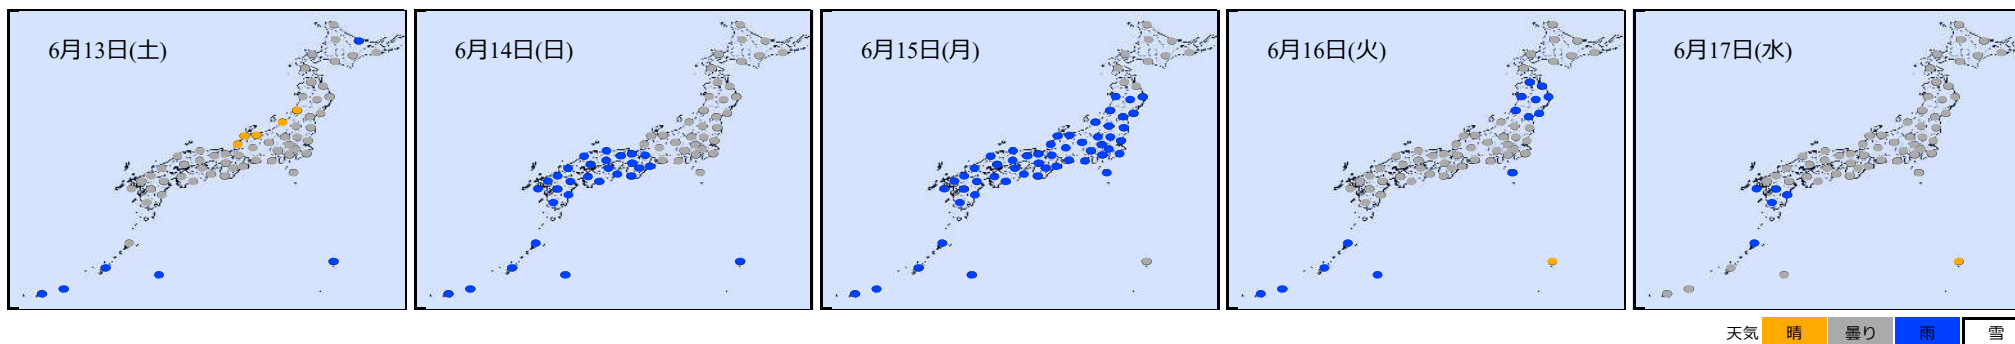 6月13日(土)
6月14日(日)
6月15日(月)
6月16日(火)
6月17日(水)
天気 晴 曇り 雨 雪